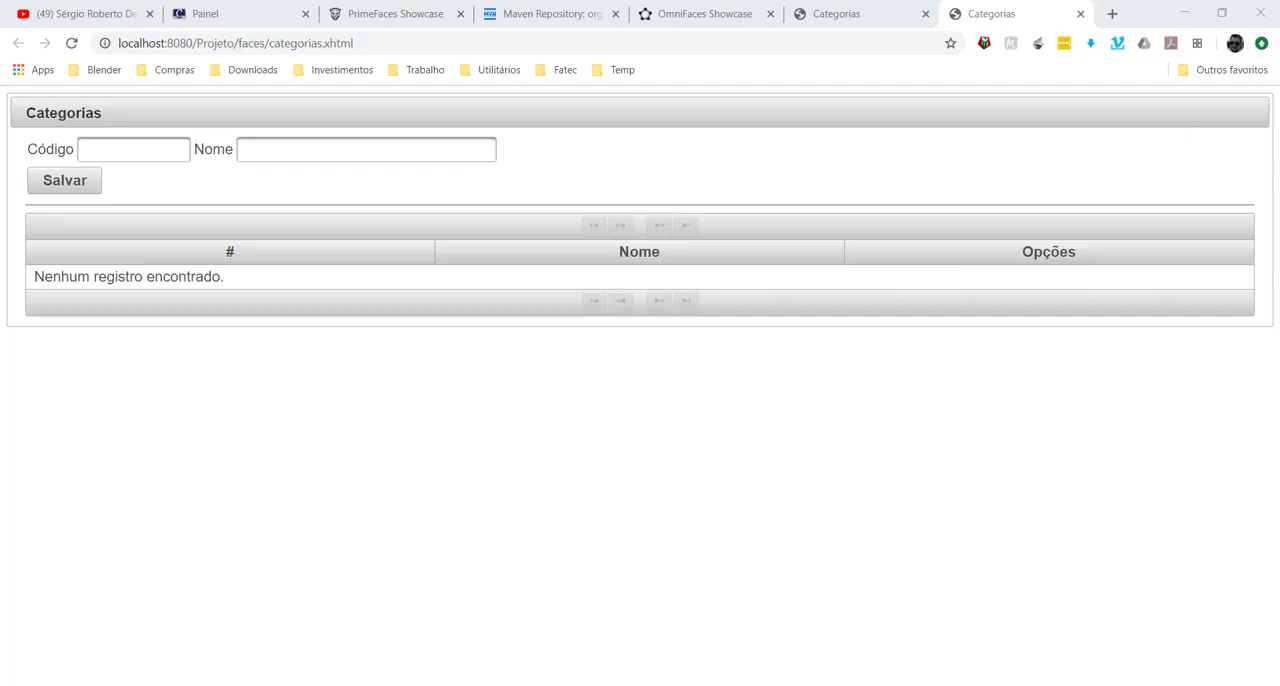 (49) Sérgio Roberto De
Painel
PrimeFaces Showcase
Maven Repository: org
OmniFaces Showcase
Categorias
Categorias
localhost:8080/Projeto/faces/categorias.xhtml
Apps
Blender
Compras
Downloads
Investimentos
Trabalho
Utilitários
Fatec
Temp
Outros favoritos
Categorias
Código
Nome
Salvar
# Nome Opções
Nenhum registro encontrado.